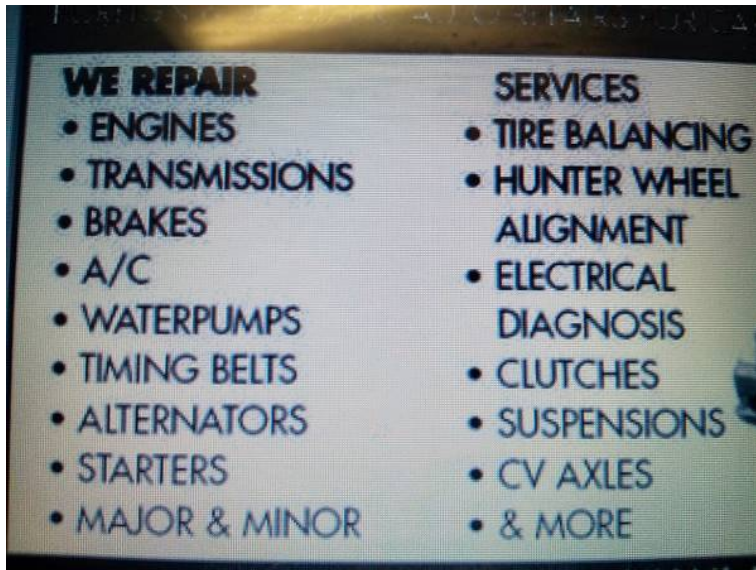 WE REPAIR
• ENGINES
• TRANSMISSIONS
• BRAKES
• A/C
• WATERPUMPS
• TIMING BELTS
• ALTERNATORS
• STARTERS
• MAJOR & MINOR
SERVICES
• TIRE BALANCING
• HUNTER WHEEL
ALIGNMENT
• ELECTRICAL
DIAGNOSIS
• CLUTCHES
• SUSPENSIONS
• CV AXLES
• & MORE